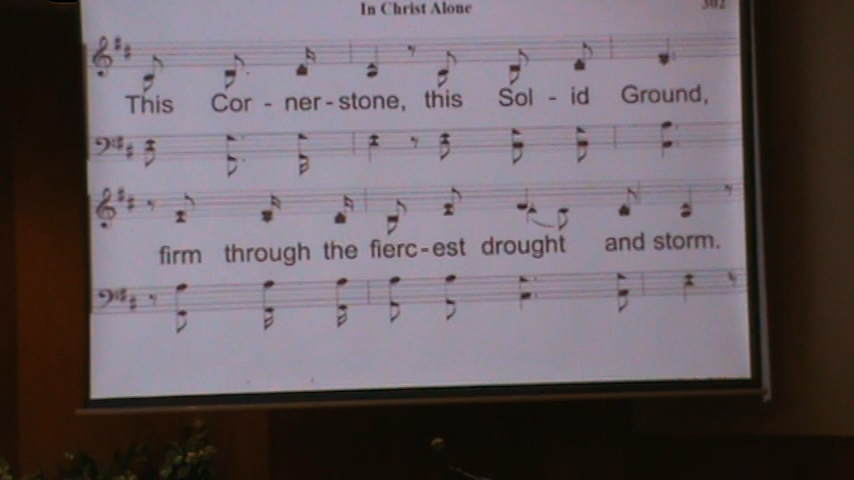 In Christ Alone 302
This Cor - ner - stone, this Sol - id Ground,
firm through the fierc - est drought and storm.